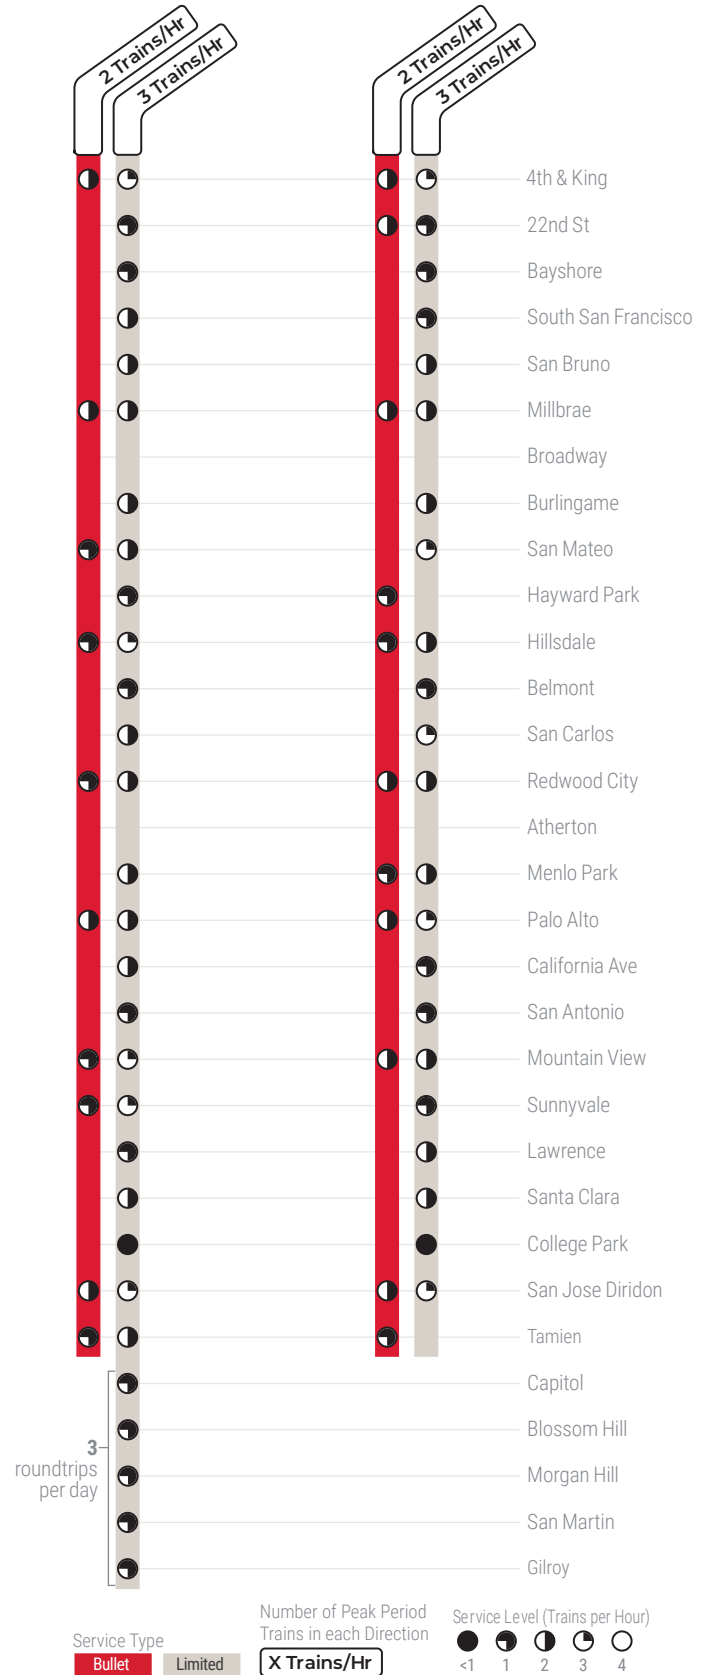 2 Trains/Hr
3 Trains/Hr
2 Trains/Hr
3 Trains/Hr
4th & King
22nd St
Bayshore
South San Francisco
San Bruno
Millbrae
Broadway
Burlingame
San Mateo
Hayward Park
Hillsdale
Belmont
San Carlos
Redwood City
Atherton
Menlo Park
Palo Alto
California Ave
San Antonio
Mountain View
Sunnyvale
Lawrence
Santa Clara
College Park
San Jose Diridon
Tamien
Capitol
Blossom Hill
Morgan Hill
San Martin
Gilroy
3
roundtrips
per day
Service Type
Bullet
Limited
Number of Peak Period
Trains in each Direction
X Trains/Hr
Service Level (Trains per Hour)
<1 1 2 3 4